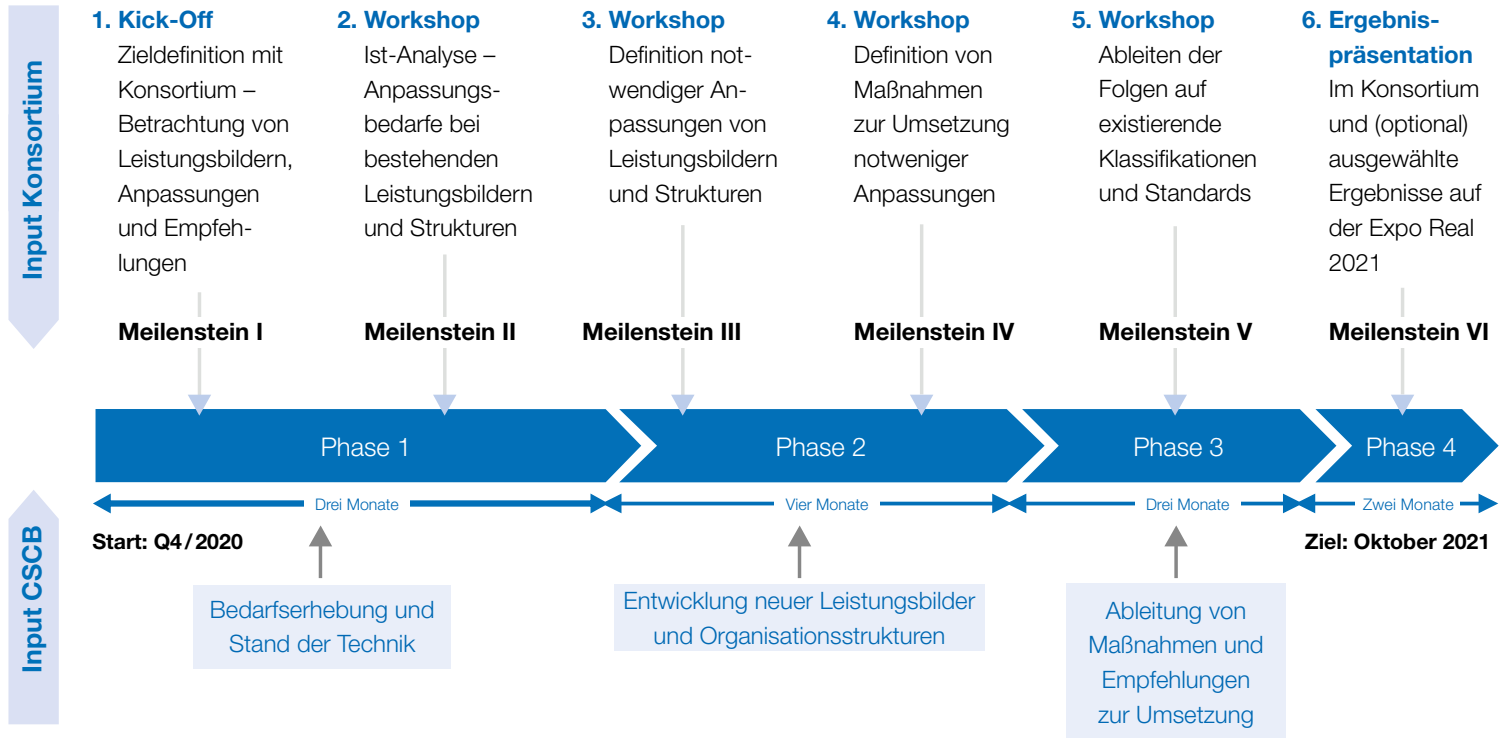 Input Konsortium
1. Kick-Off
Zieldefinition mit
Konsortium –
Betrachtung von
Leistungsbildern,
Anpassungen
und Empfeh-
lungen
2. Workshop
Ist-Analyse –
Anpassungs-
bedarfe bei
bestehenden
Leistungsbildern
und Strukturen
3. Workshop
Definition not-
wendiger An-
passungen von
Leistungsbildern
und Strukturen
4. Workshop
Definition von
Maßnahmen
zur Umsetzung
notweniger
Anpassungen
5. Workshop
Ableiten der
Folgen auf
existierende
Klassifikationen
und Standards
6. Ergebnis-
präsentation
Im Konsortium
und (optional)
ausgewählte
Ergebnisse auf
der Expo Real
2021
Meilenstein I
Meilenstein II
Meilenstein III
Meilenstein IV
Meilenstein V
Meilenstein VI
Phase 1
Phase 2
Phase 3
Phase 4
Drei Monate
Vier Monate
Drei Monate
Zwei Monate
Start: Q4/2020
Ziel: Oktober 2021
Input CSCB
Bedarfserhebung und
Stand der Technik
Entwicklung neuer Leistungsbilder
und Organisationsstrukturen
Ableitung von
Maßnahmen und
Empfehlungen
zur Umsetzung